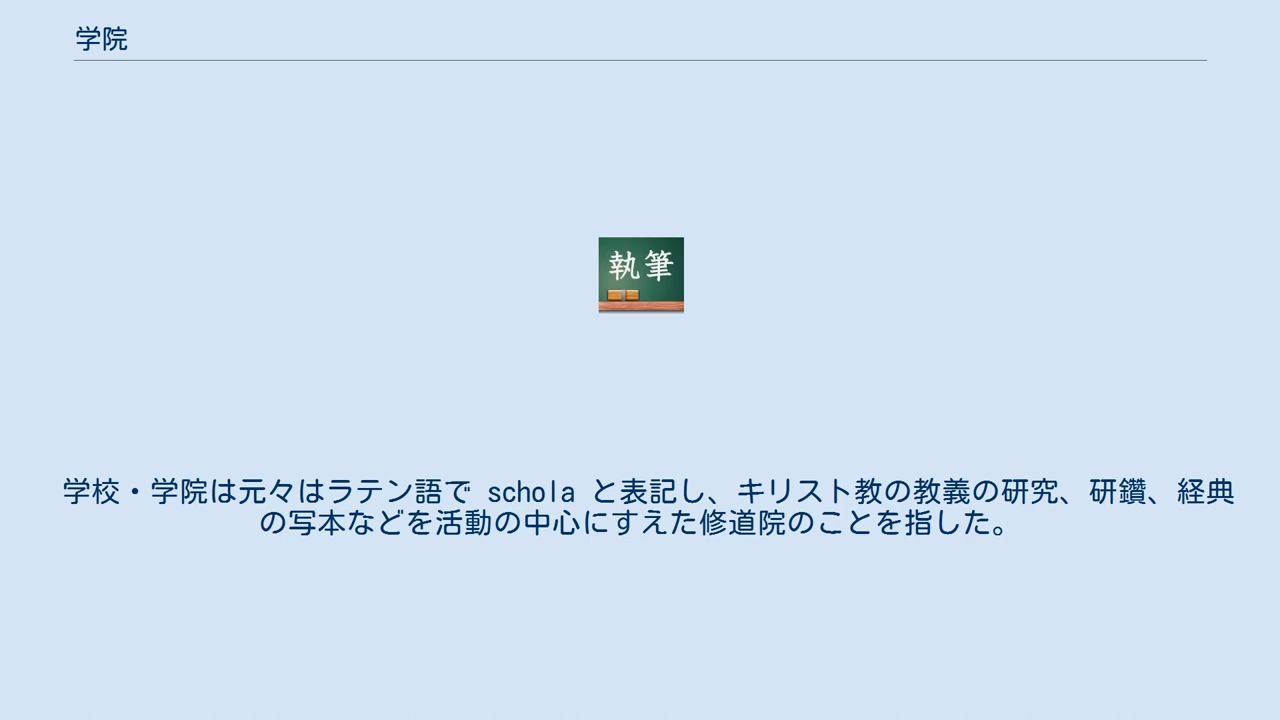 学院
執筆
学校・学院は元々はラテン語で schola と表記し、キリスト教の教義の研究、研鑽、経典
の写本などを活動の中心にすえた修道院のことを指した。